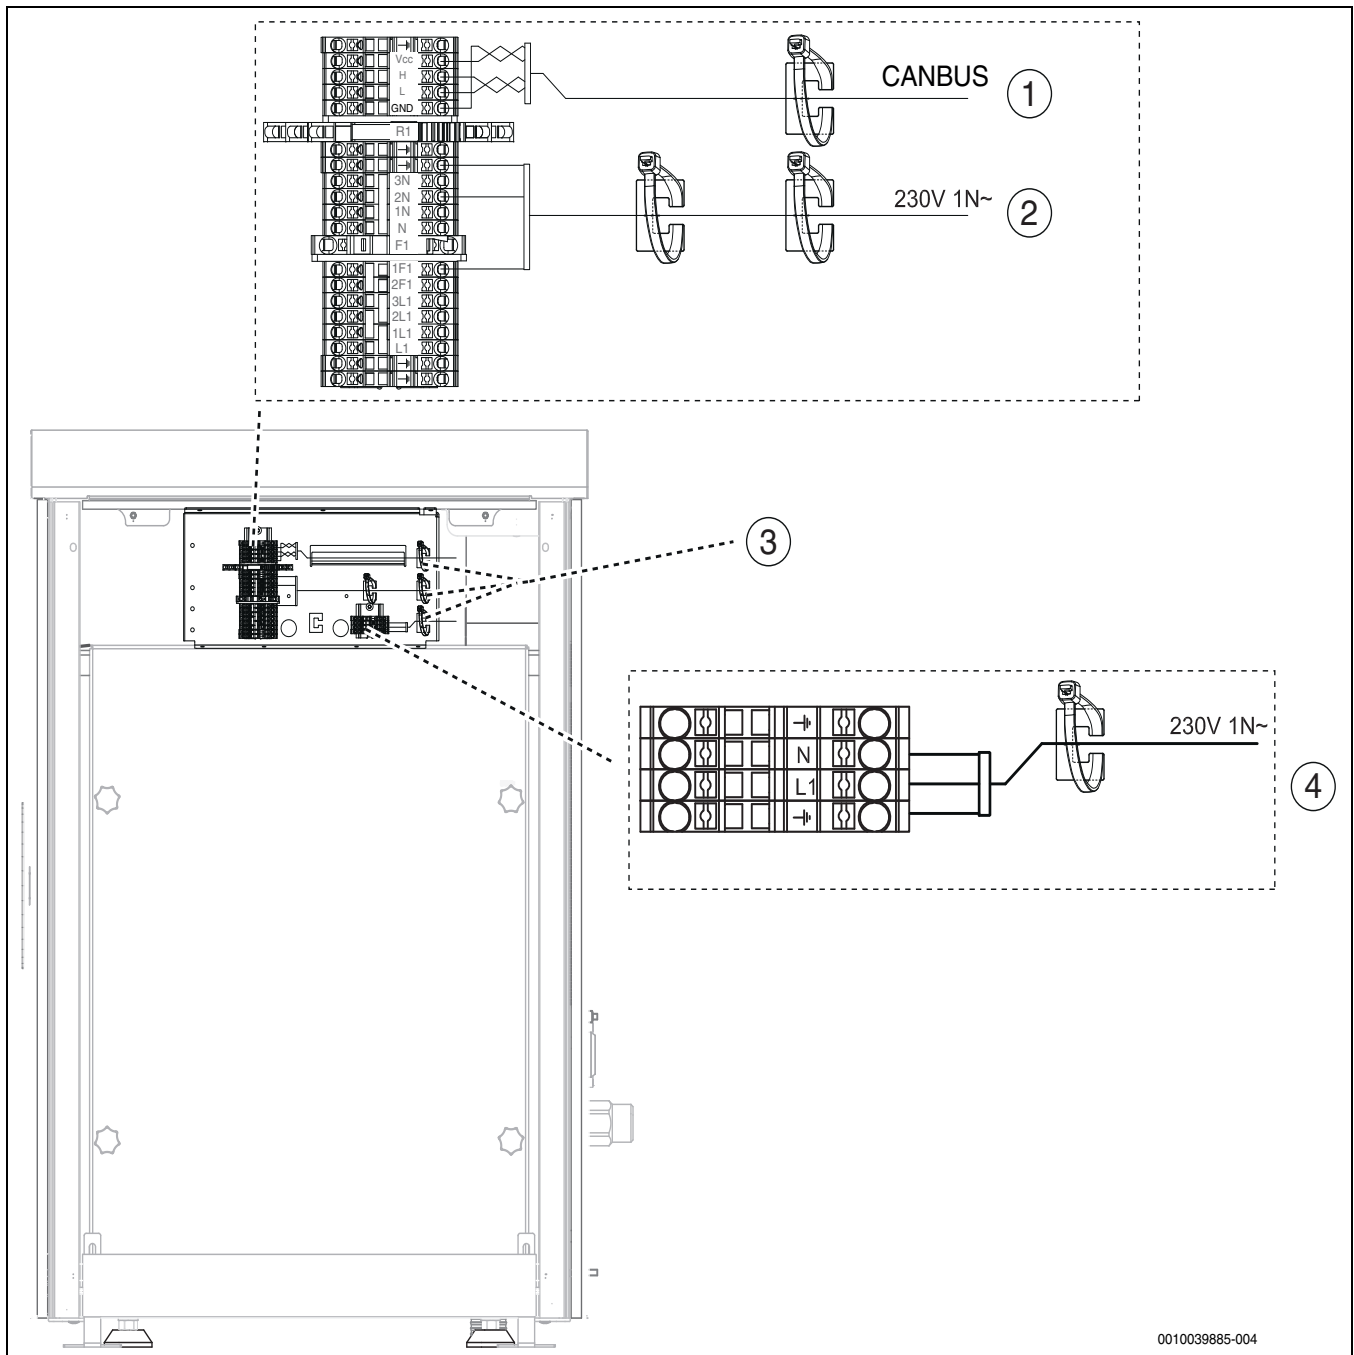 Vcc
H
L
GND
CANBUS
1
R1
3N
2N
1N
N
F1
230V 1N~
2
1F1
2F1
3L1
2L1
1L1
L1
3
N
L1
230V 1N~
4
0010039885-004